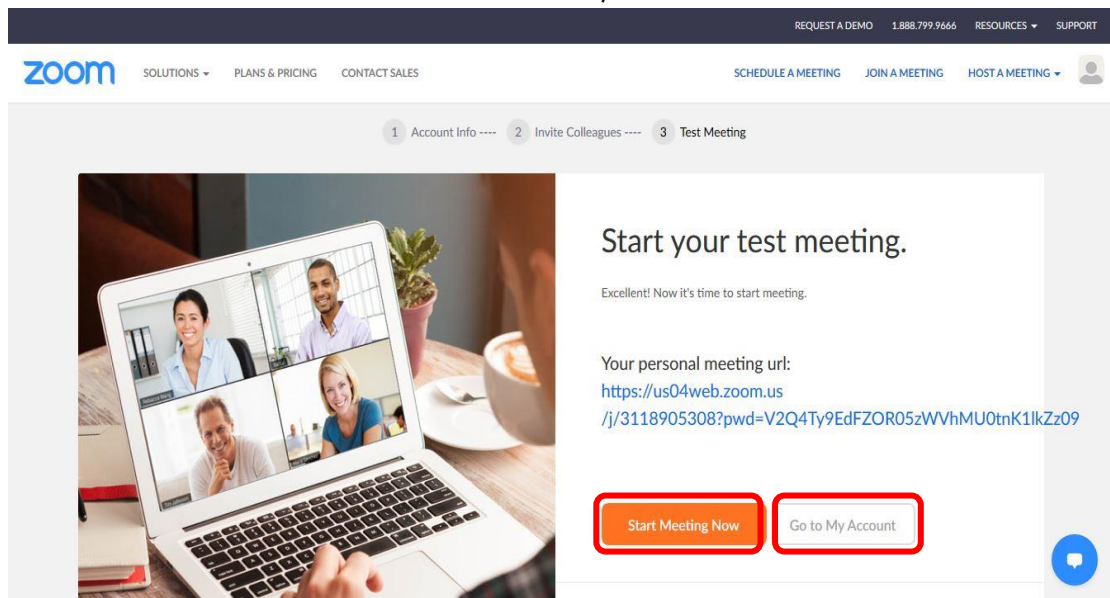 REQUEST A DEMO 1.888.799.9666 RESOURCES SUPPORT
zoom SOLUTIONS PLANS & PRICING CONTACT SALES SCHEDULE A MEETING JOIN A MEETING HOST A MEETING
1 Account Info ---- 2 Invite Colleagues ---- 3 Test Meeting
Start your test meeting.
Excellent! Now it's time to start meeting.
Your personal meeting url:
https://us04web.zoom.us
/j/3118905308?pwd=V2Q4Ty9EdFZOR05zWVhMU0tnK1lkZz09
Start Meeting Now Go to My Account